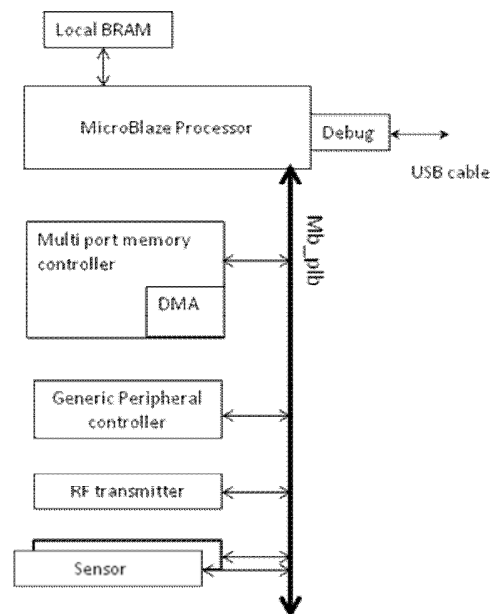 Local BRAM
MicroBlaze Processor
Debug
USB cable
Mb_plb
Multi port memory
controller
DMA
Generic Peripheral
controller
RF transmitter
Sensor